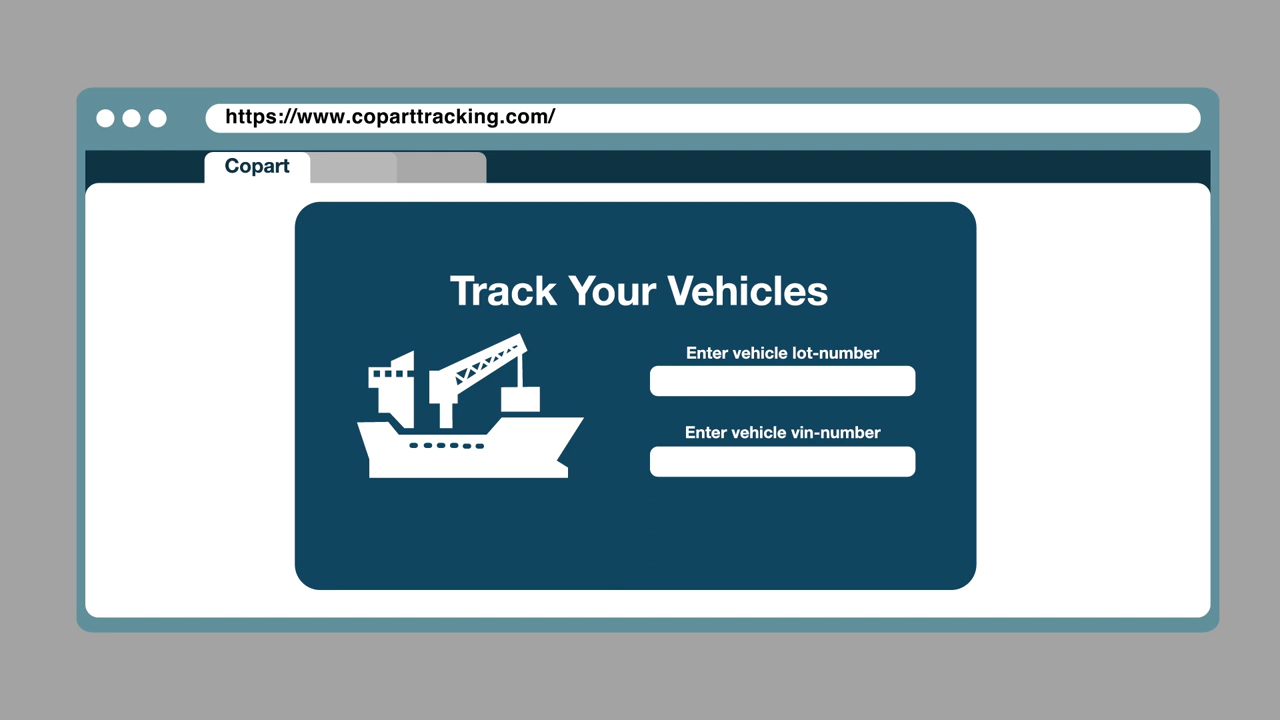 https://www.coparttracking.com/
Copart
Track Your Vehicles
Enter vehicle lot-number
Enter vehicle vin-number